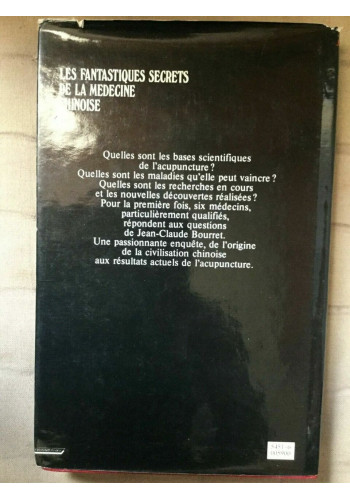 LES FANTASTIQUES SECRETS
DE LA MEDECINE
CHINOISE
Quelles sont les bases scientifiques
de l'acupuncture ?
Quelles sont les maladies qu'elle peut vaincre ?
Quelles sont les recherches en cours
et les nouvelles découvertes réalisées ?
Pour la première fois, six médecins,
particulièrement qualifiés,
répondent aux questions
de Jean-Claude Bourret.
Une passionnante enquête, de l'origine
de la civilisation chinoise
aux résultats actuels de l'acupuncture.